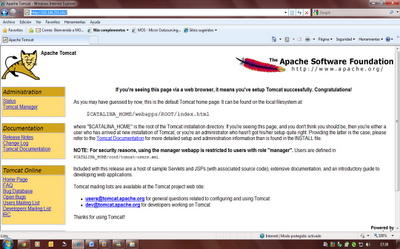 Apache Tomcat - Windows Internet Explorer
Google
Archivo Edición Ver Favoritos Herramientas Ayuda
Favoritos
Más complementos
Sitios sugeridos
Apache Tomcat
Página Seguridad Herramientas
Apache Tomcat
The Apache Software Foundation
http://www.apache.org/
Administration
Status
Tomcat Manager
Documentation
Release Notes
Change Log
Tomcat Documentation
Tomcat Online
Home Page
FAQ
Bug Database
Open Bugs
Users Mailing List
Developers Mailing List
IRC
If you're seeing this page via a web browser, it means you've setup Tomcat successfully. Congratulations!
As you may have guessed by now, this is the default Tomcat home page. It can be found on the local filesystem at:
$CATALINA_HOME/webapps/ROOT/index.html
where "$CATALINA_HOME" is the root of the Tomcat installation directory. If you're seeing this page, and you don't think you should be, then you're either a
user who has arrived at new installation of Tomcat, or you're an administrator who hasn't got his/her setup quite right. Providing the latter is the case, please
refer to the Tomcat Documentation for more detailed setup and administration information than is found in the INSTALL file.
NOTE: For security reasons, using the manager webapp is restricted to users with role "manager". Users are defined in
$CATALINA_HOME/conf/tomcat-users.xml
Included with this release are a host of sample Servlets and JSPs (with associated source code), extensive documentation, and an introductory guide to
developing web applications.
Tomcat mailing lists are available at the Tomcat project web site:
users@tomcat.apache.org for general questions related to configuring and using Tomcat
dev@tomcat.apache.org for developers working on Tomcat
Thanks for using Tomcat!
Powered by
Internet | Modo protegido: activado
17:18